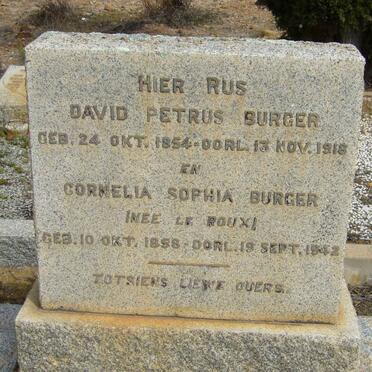 HIER RUS
DAVID PETRUS BURGER
GEB. 24 OKT. 1854-OORL. 13 NOV. 1918
EN
CORNELIA SOPHIA BURGER
(NEE LE ROUX)
GEB. 10 OKT. 1858-OORL. 19 SEPT. 1942
TOTSIENS LIEWE OUERS.